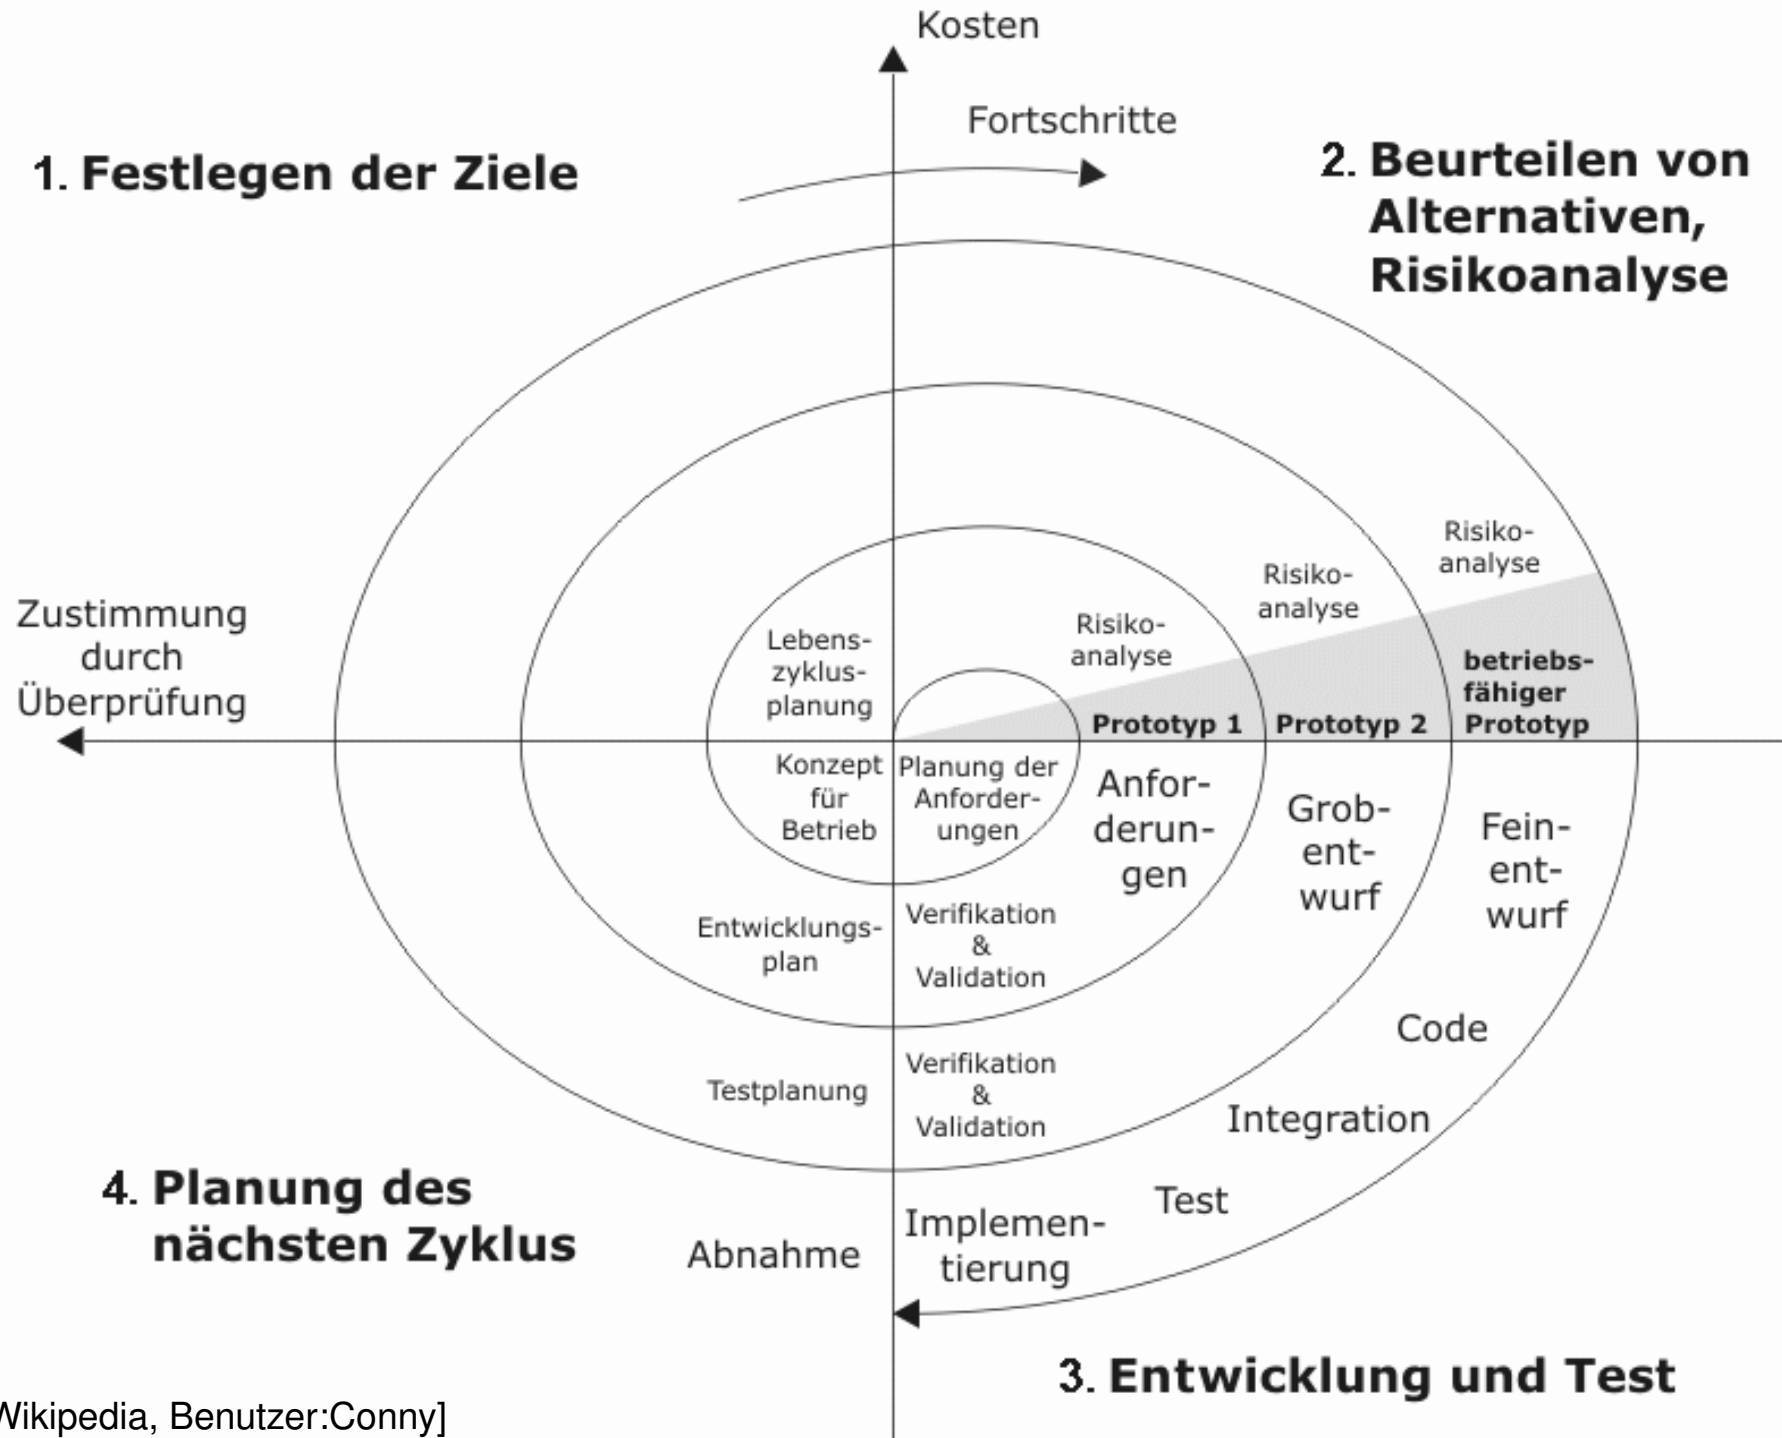 Kosten
Fortschritte
1. Festlegen der Ziele
2. Beurteilen von
Alternativen,
Risikoanalyse
Zustimmung
durch
Überprüfung
Lebens-
zyklus-
planung
Risiko-
analyse
Risiko-
analyse
Risiko-
analyse
Prototyp 1
Prototyp 2
betriebs-
fähiger
Prototyp
Konzept
für
Betrieb
Planung der
Anforder-
ungen
Anfor-
derun-
gen
Grob-
ent-
wurf
Fein-
ent-
wurf
Entwicklungs-
plan
Verifikation
&
Validation
Code
Testplanung
Verifikation
&
Validation
Integration
Test
4. Planung des
nächsten Zyklus
Abnahme
Implemen-
tierung
3. Entwicklung und Test
Wikipedia, Benutzer:Conny]